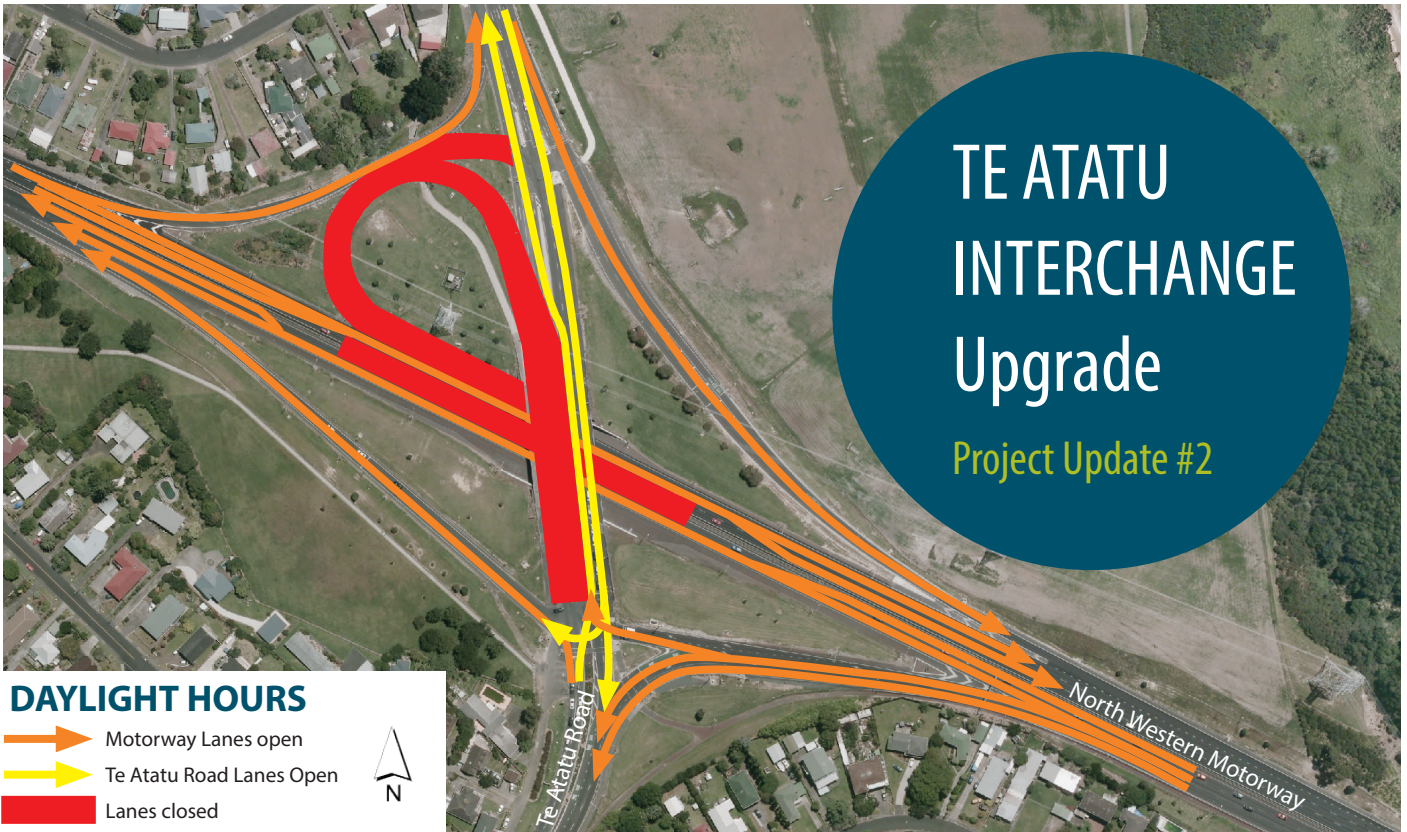 TE ATATU
INTERCHANGE
Upgrade
Project Update #2
North Western Motorway
Te Atatu Road
DAYLIGHT HOURS
Motorway Lanes open
Te Atatu Road Lanes Open
Lanes closed
N